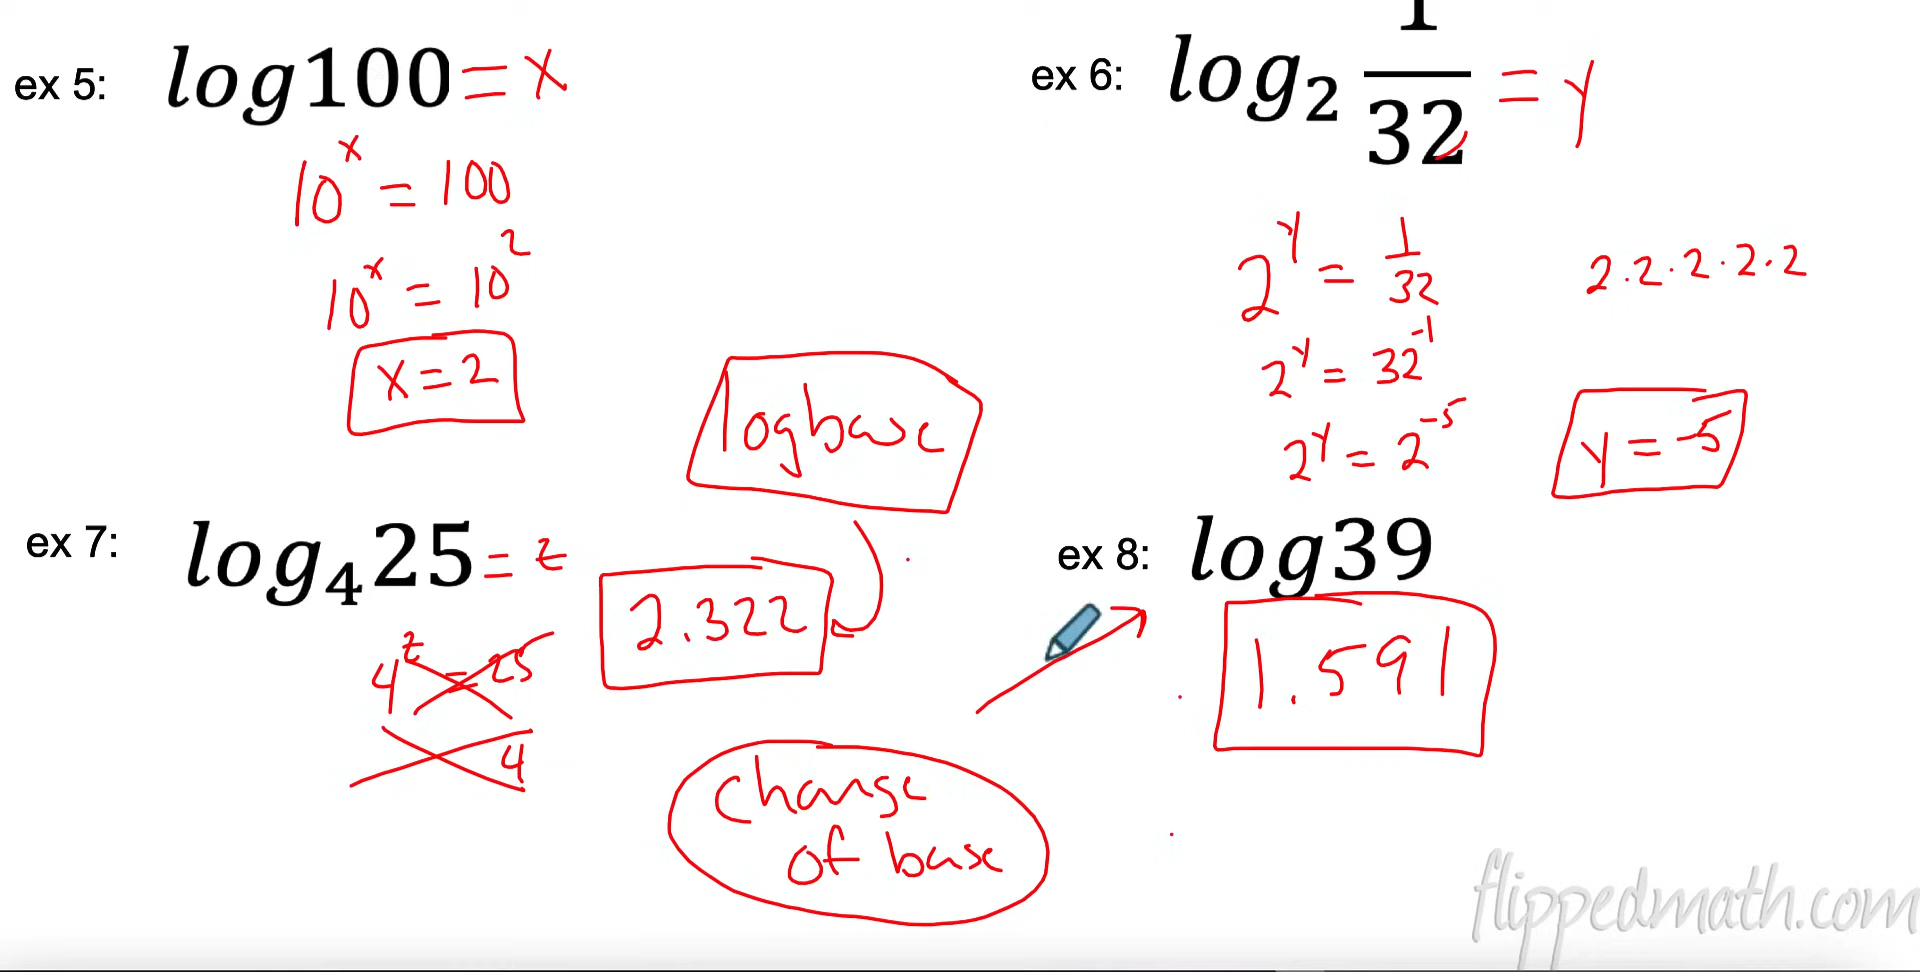 ex 5: log100 = x
10^x = 100
10^x = 10^2
x = 2
ex 6: log₂ 1/32 = y
2^y = 1/32
2·2·2·2·2
2^y = 32^-1
2^y = 2^-5
y = -5
logbase
ex 7: log₄25 = z
4^z = 25
4
2.322
ex 8: log39
1.591
change
of base
flippedmath.com